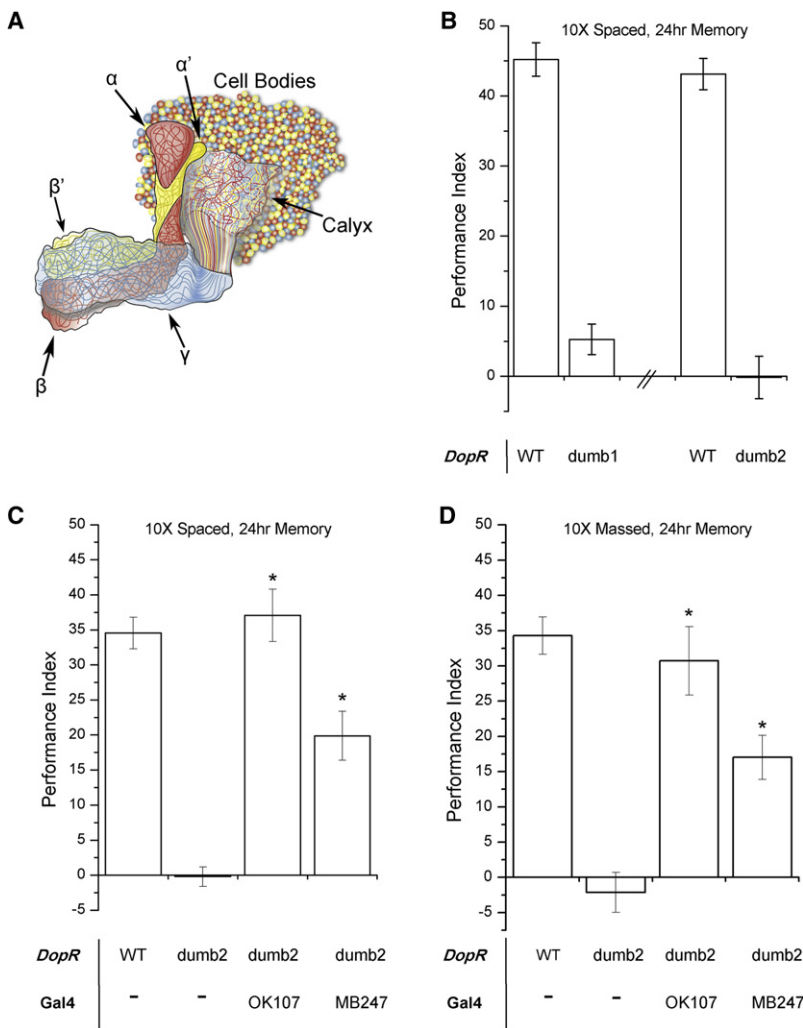 A
α
α’
Cell Bodies
β’
Calyx
γ
β
B
10X Spaced, 24hr Memory
Performance Index
50
45
40
30
20
10
0
DopR WT dumb1 WT dumb2
C
10X Spaced, 24hr Memory
Performance Index
50
45
40
35
30
25
20
15
10
5
0
-5
DopR WT dumb2 dumb2 dumb2
Gal4 - - OK107 MB247
*
*
D
10X Massed, 24hr Memory
Performance Index
50
45
40
35
30
25
20
15
10
5
0
-5
DopR WT dumb2 dumb2 dumb2
Gal4 - - OK107 MB247
*
*